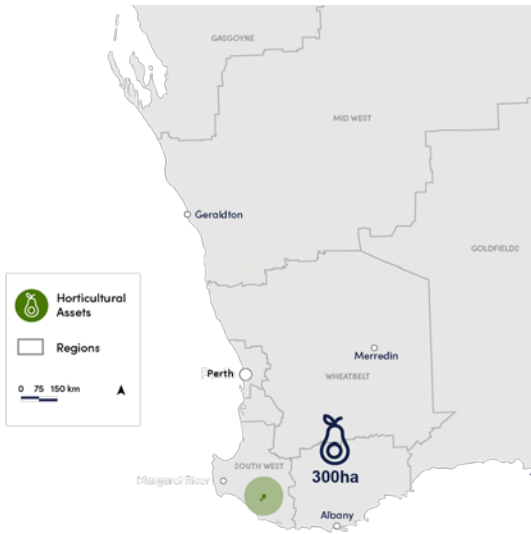 GASGOYNE
MID WEST
Geraldton
GOLDFIELDS
Horticultural
Assets
Regions
0 75 150 km
Perth
Merredin
WHEATBELT
SOUTH WEST
300ha
Margaret River
Albany